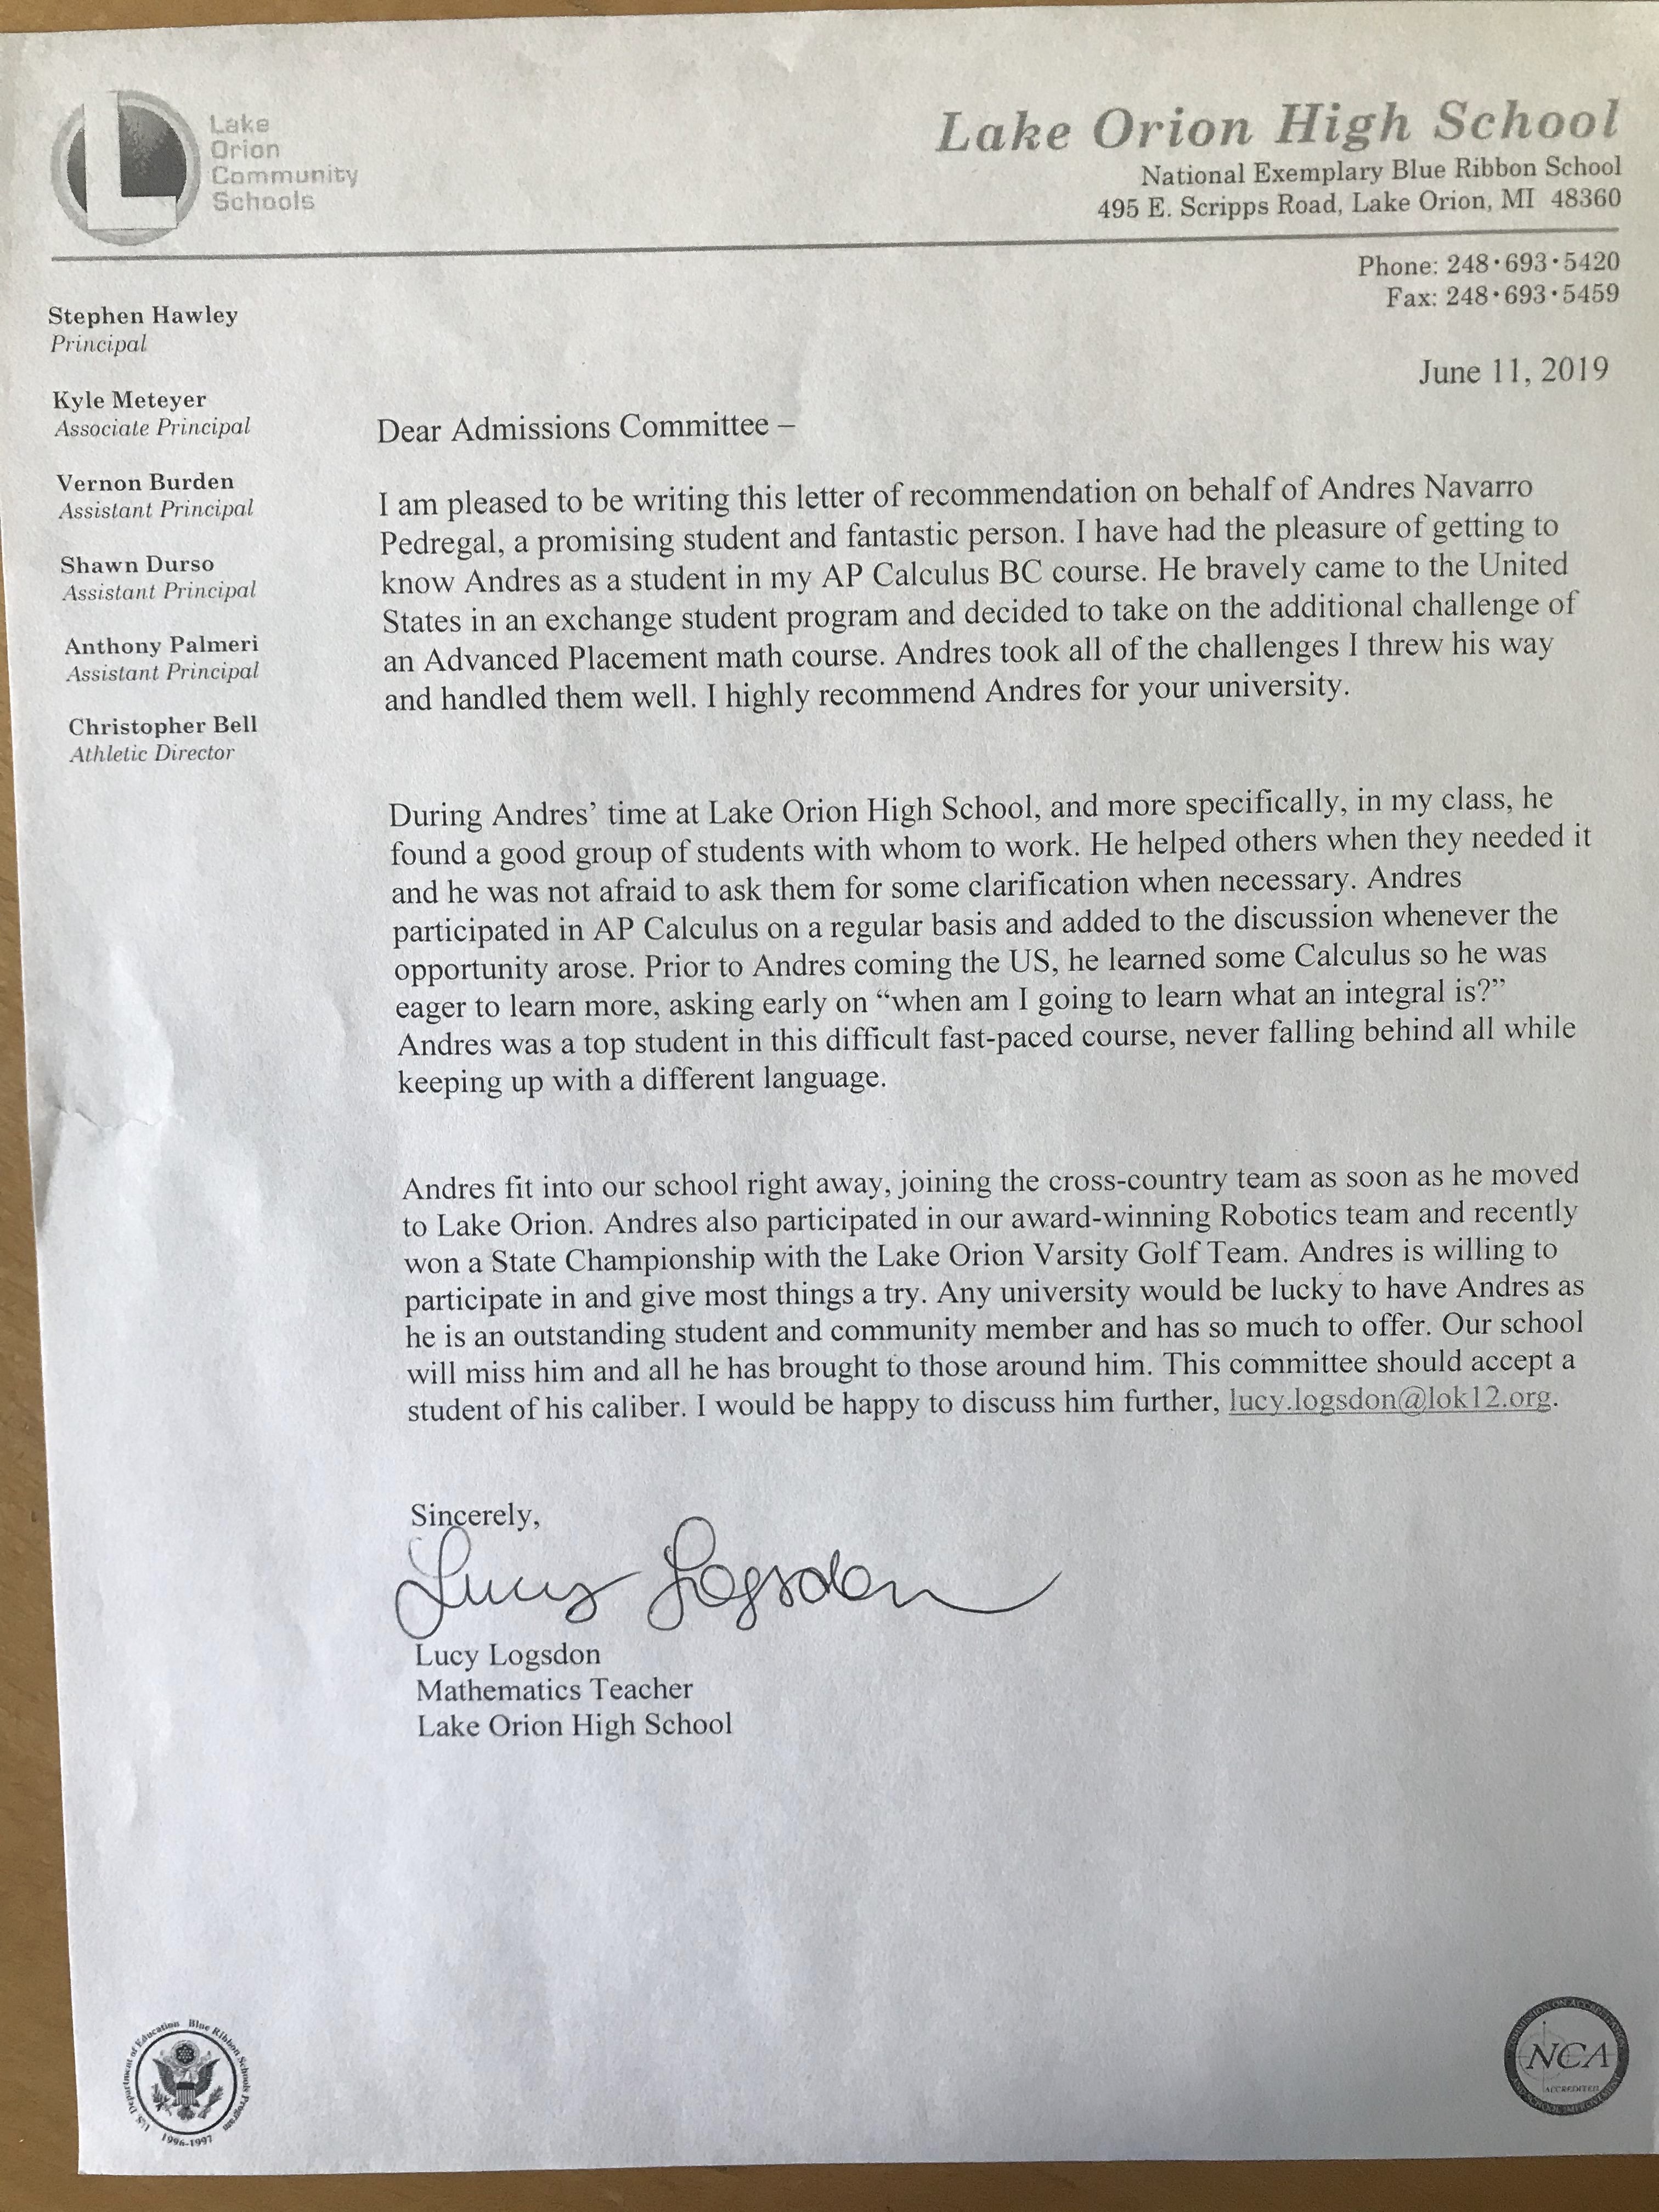 Lake
Orion
Community
Schools
Lake Orion High School
National Exemplary Blue Ribbon School
495 E. Scripps Road, Lake Orion, MI 48360
Phone: 248·693·5420
Fax: 248·693·5459
Stephen Hawley
Principal
Kyle Meteyer
Associate Principal
Vernon Burden
Assistant Principal
Shawn Durso
Assistant Principal
Anthony Palmeri
Assistant Principal
Christopher Bell
Athletic Director
June 11, 2019
Dear Admissions Committee –
I am pleased to be writing this letter of recommendation on behalf of Andres Navarro
Pedregal, a promising student and fantastic person. I have had the pleasure of getting to
know Andres as a student in my AP Calculus BC course. He bravely came to the United
States in an exchange student program and decided to take on the additional challenge of
an Advanced Placement math course. Andres took all of the challenges I threw his way
and handled them well. I highly recommend Andres for your university.
During Andres’ time at Lake Orion High School, and more specifically, in my class, he
found a good group of students with whom to work. He helped others when they needed it
and he was not afraid to ask them for some clarification when necessary. Andres
participated in AP Calculus on a regular basis and added to the discussion whenever the
opportunity arose. Prior to Andres coming the US, he learned some Calculus so he was
eager to learn more, asking early on “when am I going to learn what an integral is?”
Andres was a top student in this difficult fast-paced course, never falling behind all while
keeping up with a different language.
Andres fit into our school right away, joining the cross-country team as soon as he moved
to Lake Orion. Andres also participated in our award-winning Robotics team and recently
won a State Championship with the Lake Orion Varsity Golf Team. Andres is willing to
participate in and give most things a try. Any university would be lucky to have Andres as
he is an outstanding student and community member and has so much to offer. Our school
will miss him and all he has brought to those around him. This committee should accept a
student of his caliber. I would be happy to discuss him further, lucy.logsdon@lok12.org.
Sincerely,
Lucy Logsdon
Lucy Logsdon
Mathematics Teacher
Lake Orion High School
U.S. Department of Education Blue Ribbon Schools Program
1996-1997
COMMISSION ON ACCREDITATION
NCA
ACCREDITED
AND SCHOOL IMPROVEMENT